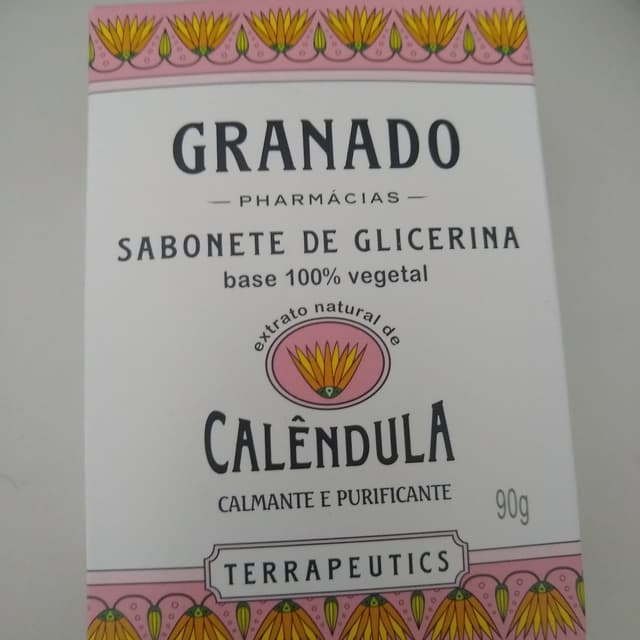 GRANADO
PHARMÁCIAS
SABONETE DE GLICERINA
base 100% vegetal
extrato natural de
CALÊNDULA
CALMANTE E PURIFICANTE
90g
TERRAPEUTICS